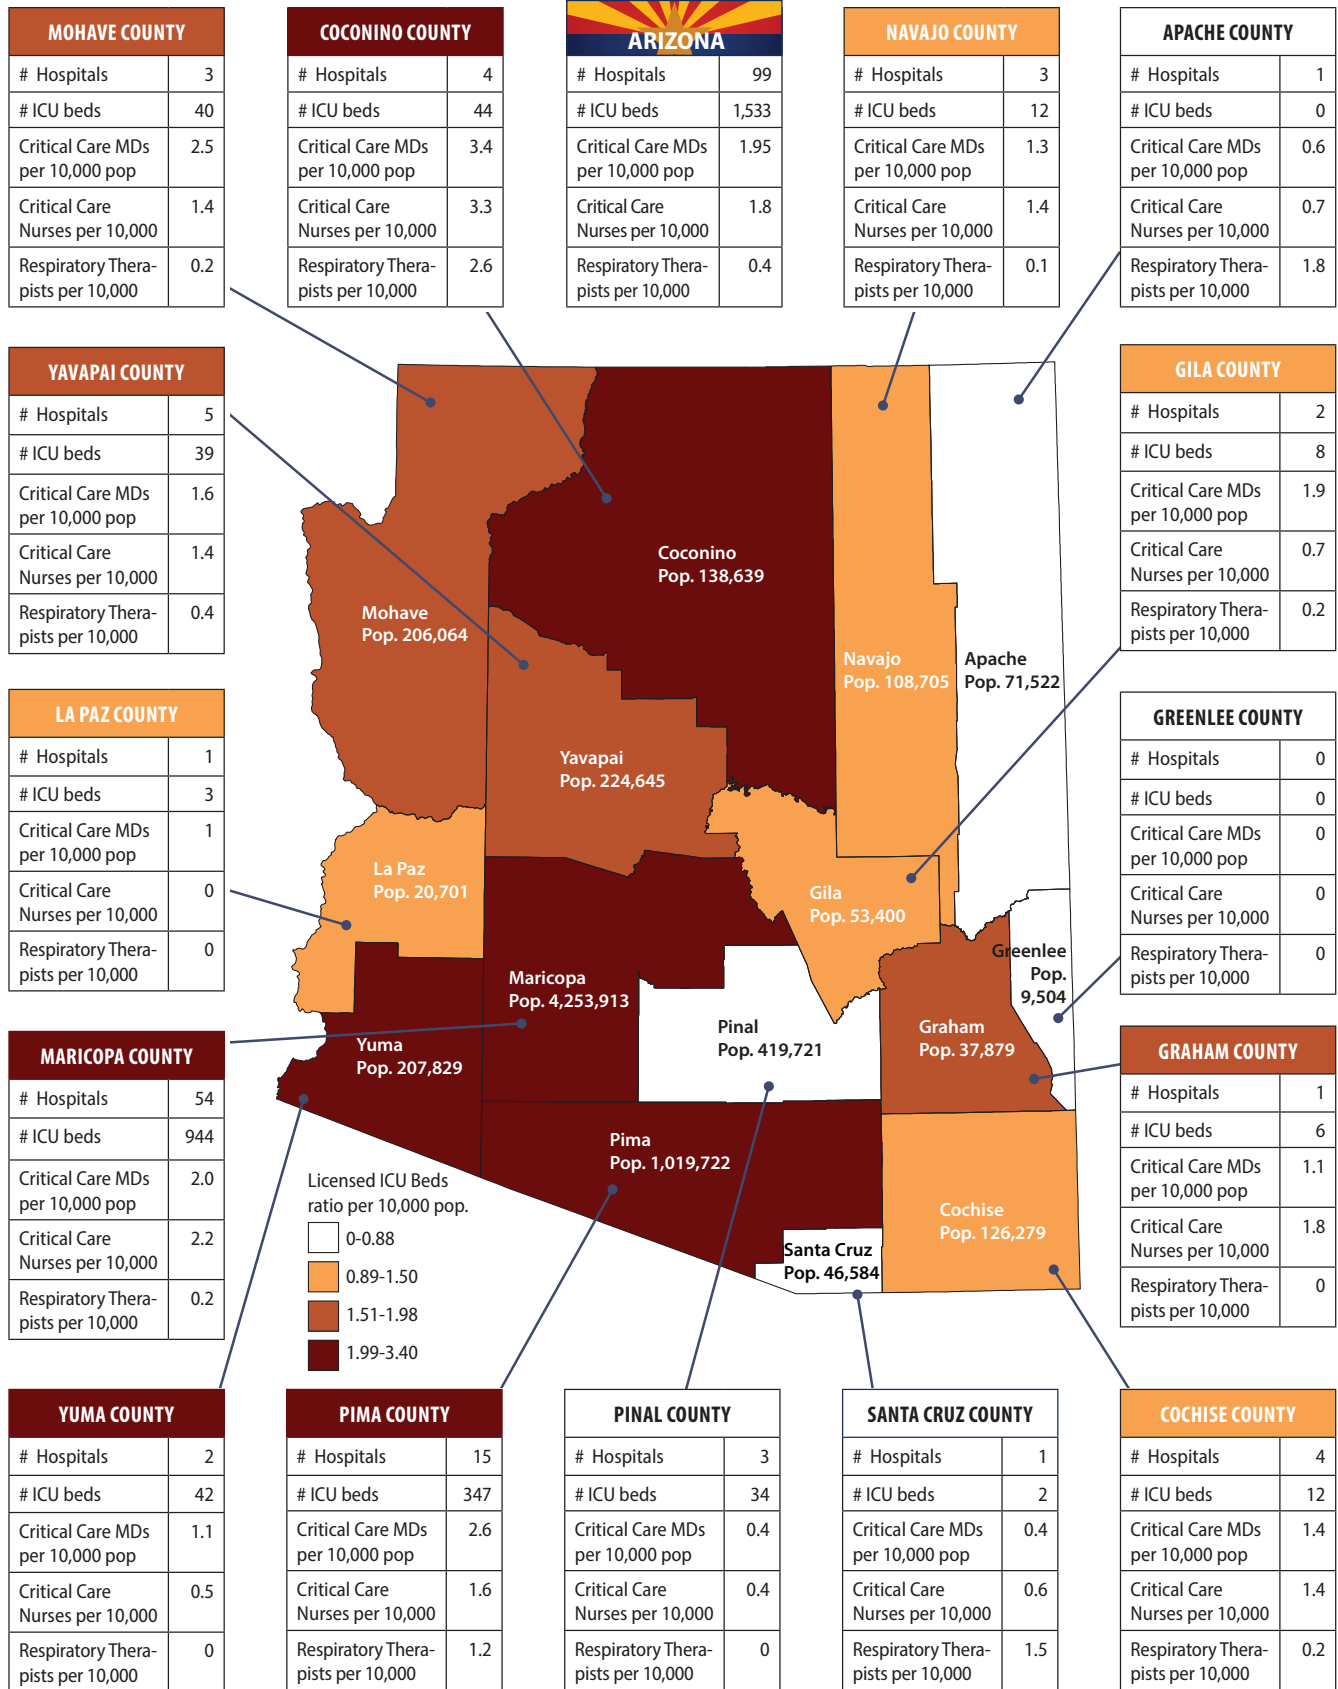 MOHAVE COUNTY
# Hospitals 3
# ICU beds 40
Critical Care MDs 2.5
per 10,000 pop
Critical Care 1.4
Nurses per 10,000
Respiratory Thera- 0.2
pists per 10,000
COCONINO COUNTY
# Hospitals 4
# ICU beds 44
Critical Care MDs 3.4
per 10,000 pop
Critical Care 3.3
Nurses per 10,000
Respiratory Thera- 2.6
pists per 10,000
ARIZONA
# Hospitals 99
# ICU beds 1,533
Critical Care MDs 1.95
per 10,000 pop
Critical Care 1.8
Nurses per 10,000
Respiratory Thera- 0.4
pists per 10,000
NAVAJO COUNTY
# Hospitals 3
# ICU beds 12
Critical Care MDs 1.3
per 10,000 pop
Critical Care 1.4
Nurses per 10,000
Respiratory Thera- 0.1
pists per 10,000
APACHE COUNTY
# Hospitals 1
# ICU beds 0
Critical Care MDs 0.6
per 10,000 pop
Critical Care 0.7
Nurses per 10,000
Respiratory Thera- 1.8
pists per 10,000
YAVAPAI COUNTY
# Hospitals 5
# ICU beds 39
Critical Care MDs 1.6
per 10,000 pop
Critical Care 1.4
Nurses per 10,000
Respiratory Thera- 0.4
pists per 10,000
GILA COUNTY
# Hospitals 2
# ICU beds 8
Critical Care MDs 1.9
per 10,000 pop
Critical Care 0.7
Nurses per 10,000
Respiratory Thera- 0.2
pists per 10,000
LA PAZ COUNTY
# Hospitals 1
# ICU beds 3
Critical Care MDs 1
per 10,000 pop
Critical Care 0
Nurses per 10,000
Respiratory Thera- 0
pists per 10,000
GREENLEE COUNTY
# Hospitals 0
# ICU beds 0
Critical Care MDs 0
per 10,000 pop
Critical Care 0
Nurses per 10,000
Respiratory Thera- 0
pists per 10,000
Coconino
Pop. 138,639
Mohave
Pop. 206,064
Navajo
Pop. 108,705
Apache
Pop. 71,522
Yavapai
Pop. 224,645
La Paz
Pop. 20,701
Gila
Pop. 53,400
Greenlee
Pop.
9,504
Maricopa
Pop. 4,253,913
Pinal
Pop. 419,721
Graham
Pop. 37,879
Yuma
Pop. 207,829
Pima
Pop. 1,019,722
Cochise
Pop. 126,279
Santa Cruz
Pop. 46,584
Licensed ICU Beds
ratio per 10,000 pop.
0-0.88
0.89-1.50
1.51-1.98
1.99-3.40
MARICOPA COUNTY
# Hospitals 54
# ICU beds 944
Critical Care MDs 2.0
per 10,000 pop
Critical Care 2.2
Nurses per 10,000
Respiratory Thera- 0.2
pists per 10,000
GRAHAM COUNTY
# Hospitals 1
# ICU beds 6
Critical Care MDs 1.1
per 10,000 pop
Critical Care 1.8
Nurses per 10,000
Respiratory Thera- 0
pists per 10,000
YUMA COUNTY
# Hospitals 2
# ICU beds 42
Critical Care MDs 1.1
per 10,000 pop
Critical Care 0.5
Nurses per 10,000
Respiratory Thera- 0
pists per 10,000
PIMA COUNTY
# Hospitals 15
# ICU beds 347
Critical Care MDs 2.6
per 10,000 pop
Critical Care 1.6
Nurses per 10,000
Respiratory Thera- 1.2
pists per 10,000
PINAL COUNTY
# Hospitals 3
# ICU beds 34
Critical Care MDs 0.4
per 10,000 pop
Critical Care 0.4
Nurses per 10,000
Respiratory Thera- 0
pists per 10,000
SANTA CRUZ COUNTY
# Hospitals 1
# ICU beds 2
Critical Care MDs 0.4
per 10,000 pop
Critical Care 0.6
Nurses per 10,000
Respiratory Thera- 1.5
pists per 10,000
COCHISE COUNTY
# Hospitals 4
# ICU beds 12
Critical Care MDs 1.4
per 10,000 pop
Critical Care 1.4
Nurses per 10,000
Respiratory Thera- 0.2
pists per 10,000